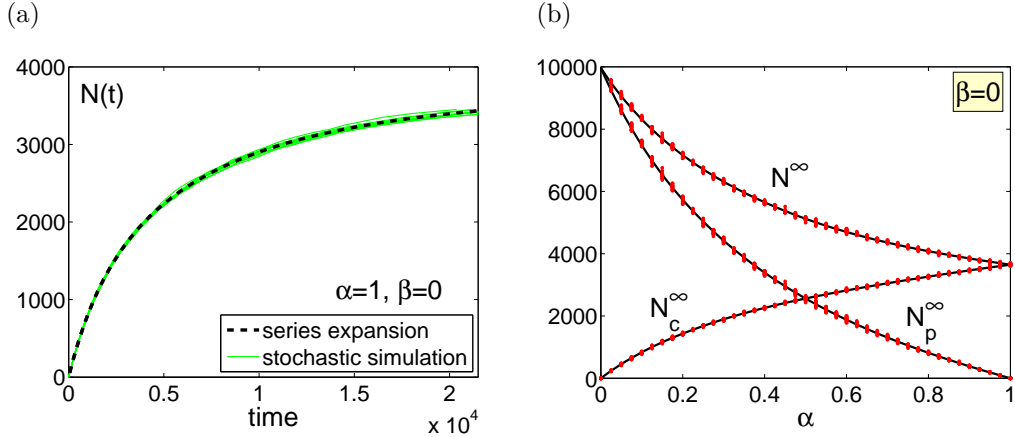 (a)
4000
3000
2000
1000
0
N(t)
α=1, β=0
series expansion
stochastic simulation
0 0.5 1 1.5 2
x 10^4
time
(b)
10000
8000
6000
4000
2000
0
β=0
N^∞
N_c^∞
N_p^∞
0 0.2 0.4 0.6 0.8 1
α